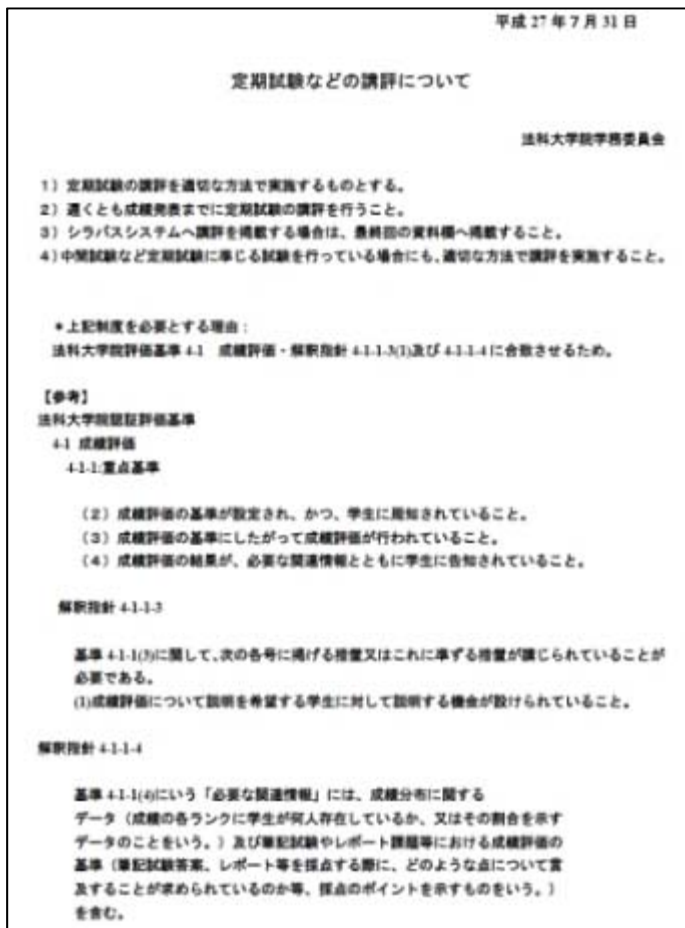 平成 27 年 7 月 31 日
定期試験などの講評について
法科大学院学務委員会
1）定期試験の講評を適切な方法で実施するものとする。
2）遅くとも成績発表までに定期試験の講評を行うこと。
3）シラバスシステムへ講評を掲載する場合は、最終回の資料欄へ掲載すること。
4）中間試験など定期試験に準じる試験を行っている場合にも、適切な方法で講評を実施すること。
＊上記制度を必要とする理由：
法科大学院評価基準 4-1　成績評価・解釈指針 4-1-1-3(1)及び 4-1-1-4 に合致させるため。
【参考】
法科大学院認証評価基準
4-1 成績評価
4-1-1:重点基準
（2）成績評価の基準が設定され、かつ、学生に周知されていること。
（3）成績評価の基準にしたがって成績評価が行われていること。
（4）成績評価の結果が、必要な関連情報とともに学生に告知されていること。
解釈指針 4-1-1-3
基準 4-1-1(3)に関して、次の各号に掲げる措置又はこれに準ずる措置が講じられていることが
必要である。
(1)成績評価について説明を希望する学生に対して説明する機会が設けられていること。
解釈指針 4-1-1-4
基準 4-1-1(4)にいう「必要な関連情報」には、成績分布に関する
データ（成績の各ランクに学生が何人存在しているか、又はその割合を示す
データのことをいう。）及び筆記試験やレポート課題等における成績評価の
基準（筆記試験答案、レポート等を採点する際に、どのような点について言
及することが求められているのか等、採点のポイントを示すものをいう。）
を含む。